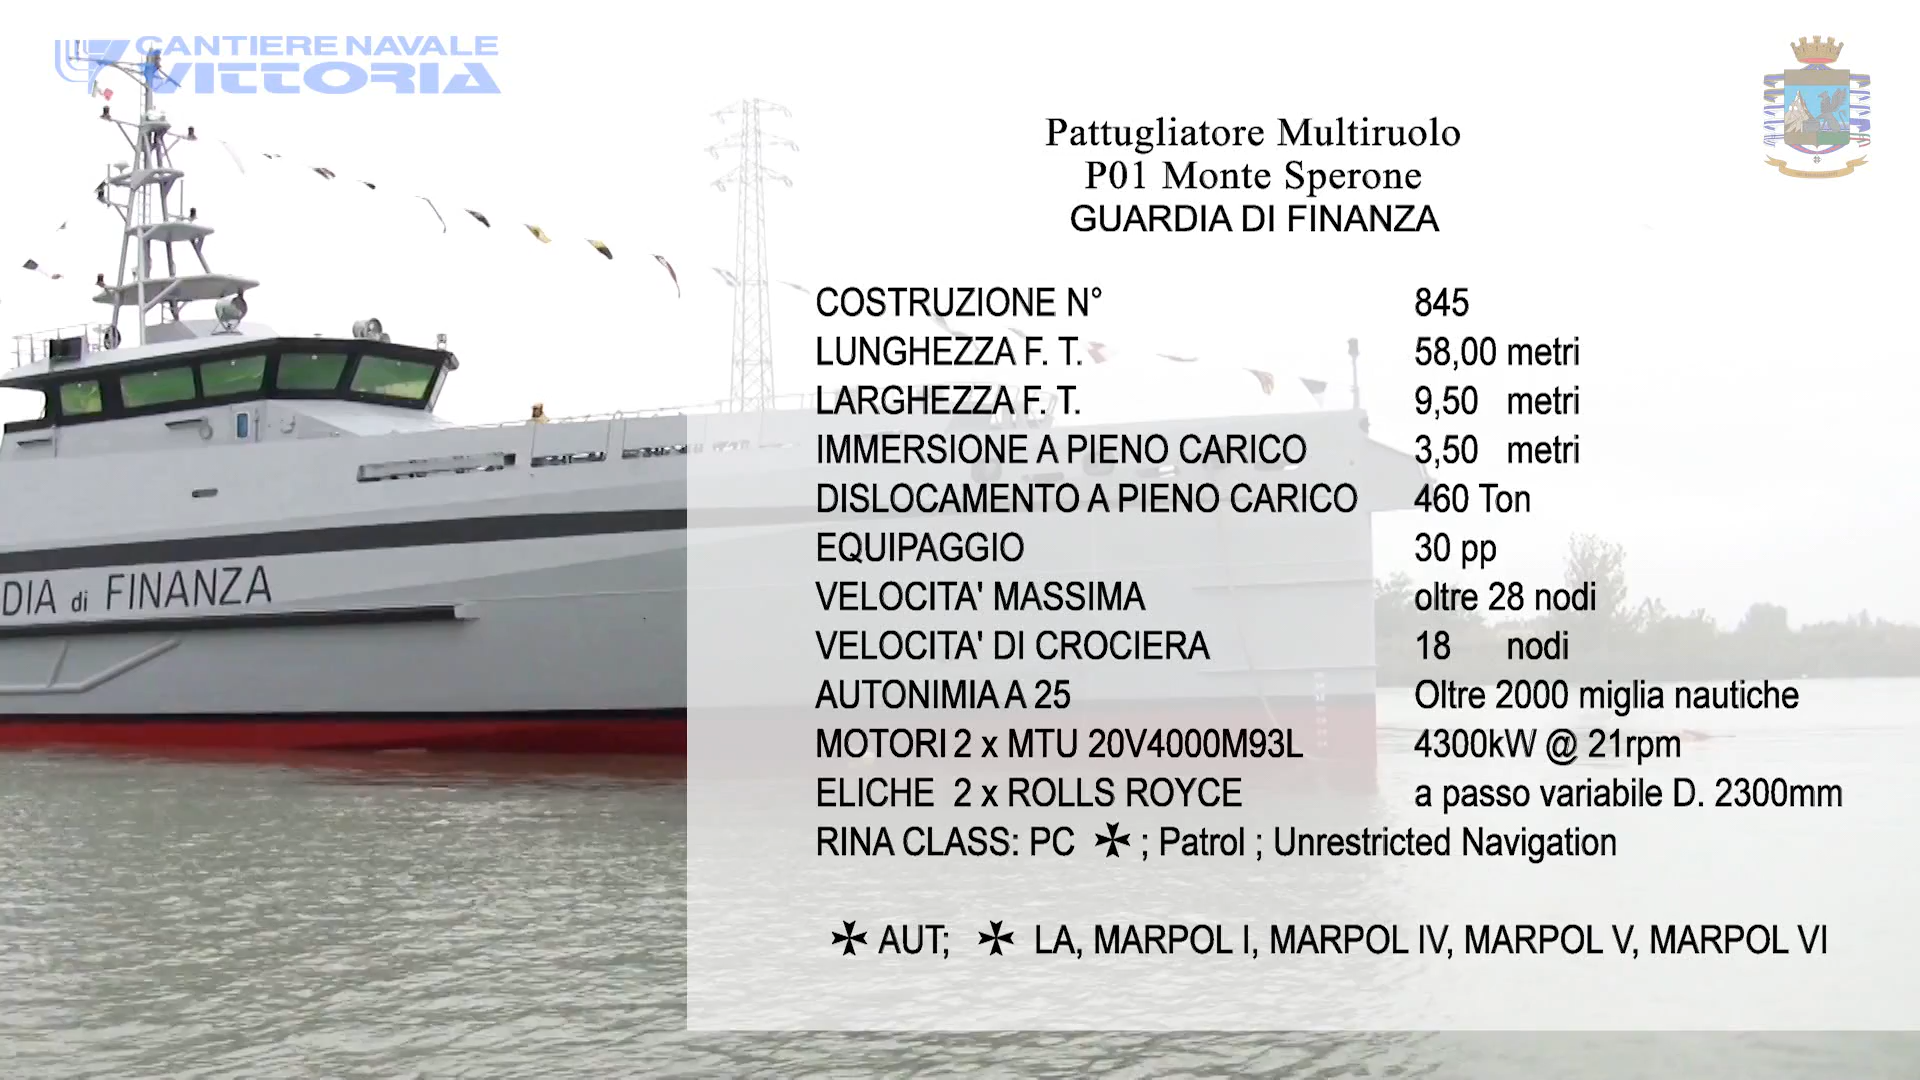 CANTIERE NAVALE
VITTORIA
Pattugliatore Multiruolo
P01 Monte Sperone
GUARDIA DI FINANZA
COSTRUZIONE N° 845
LUNGHEZZA F. T. 58,00 metri
LARGHEZZA F. T. 9,50 metri
IMMERSIONE A PIENO CARICO 3,50 metri
DISLOCAMENTO A PIENO CARICO 460 Ton
EQUIPAGGIO 30 pp
VELOCITA' MASSIMA oltre 28 nodi
VELOCITA' DI CROCIERA 18 nodi
AUTONIMIA A 25 Oltre 2000 miglia nautiche
MOTORI 2 x MTU 20V4000M93L 4300kW @ 21rpm
ELICHE 2 x ROLLS ROYCE a passo variabile D. 2300mm
RINA CLASS: PC ✠ ; Patrol ; Unrestricted Navigation
✠ AUT; ✠ LA, MARPOL I, MARPOL IV, MARPOL V, MARPOL VI
DIA di FINANZA